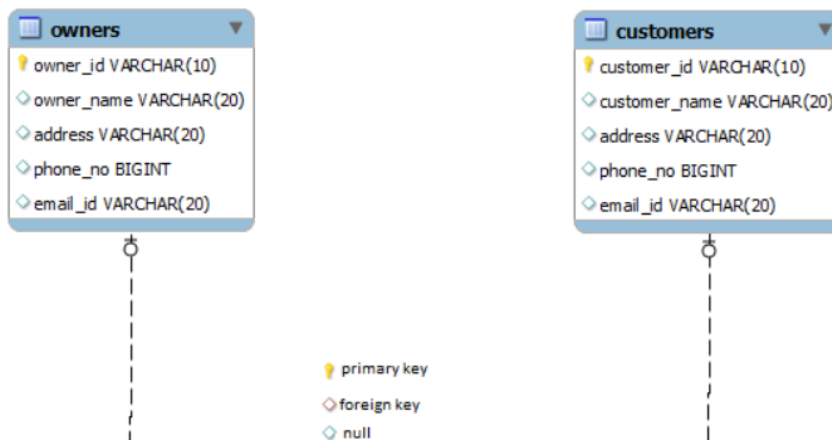 owners
owner_id VARCHAR(10)
owner_name VARCHAR(20)
address VARCHAR(20)
phone_no BIGINT
email_id VARCHAR(20)
customers
customer_id VARCHAR(10)
customer_name VARCHAR(20)
address VARCHAR(20)
phone_no BIGINT
email_id VARCHAR(20)
primary key
foreign key
null